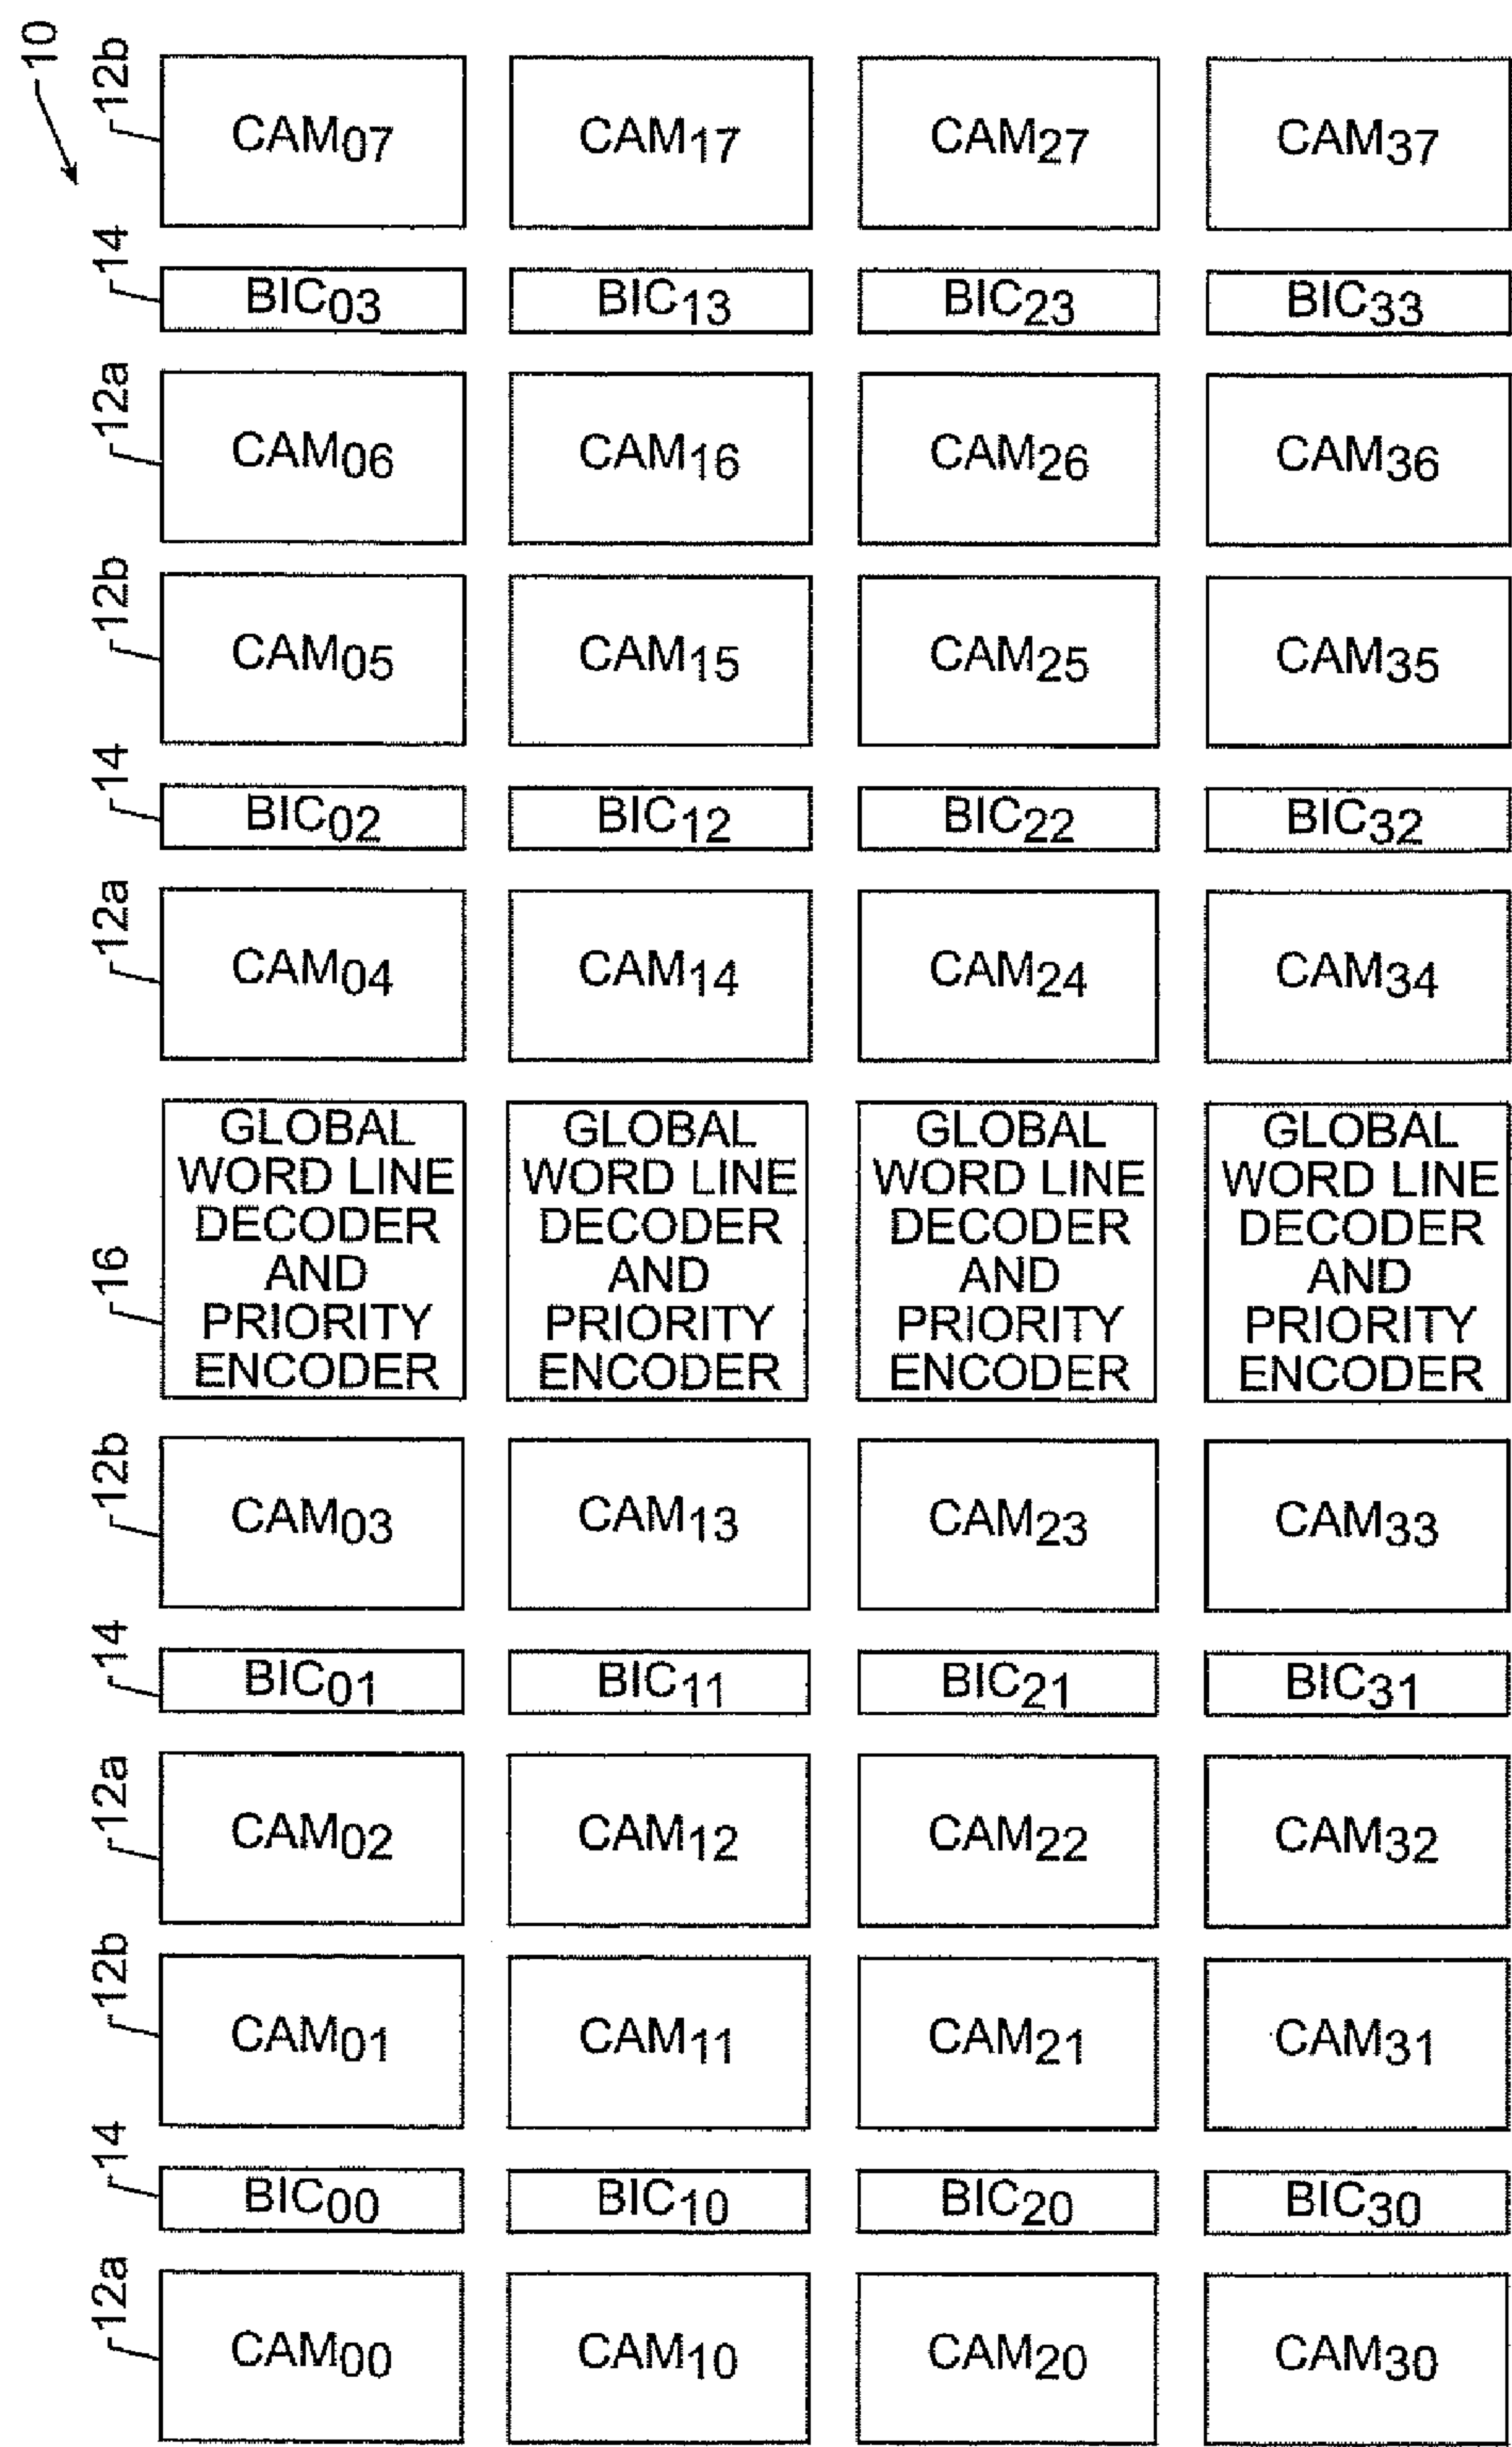 10
12b CAM07 CAM17 CAM27 CAM37
14 BIC03 BIC13 BIC23 BIC33
12a CAM06 CAM16 CAM26 CAM36
12b CAM05 CAM15 CAM25 CAM35
14 BIC02 BIC12 BIC22 BIC32
12a CAM04 CAM14 CAM24 CAM34
GLOBAL GLOBAL GLOBAL GLOBAL
WORD LINE WORD LINE WORD LINE WORD LINE
DECODER DECODER DECODER DECODER
16 AND AND AND AND
PRIORITY PRIORITY PRIORITY PRIORITY
ENCODER ENCODER ENCODER ENCODER
12b CAM03 CAM13 CAM23 CAM33
14 BIC01 BIC11 BIC21 BIC31
12a CAM02 CAM12 CAM22 CAM32
12b CAM01 CAM11 CAM21 CAM31
14 BIC00 BIC10 BIC20 BIC30
12a CAM00 CAM10 CAM20 CAM30